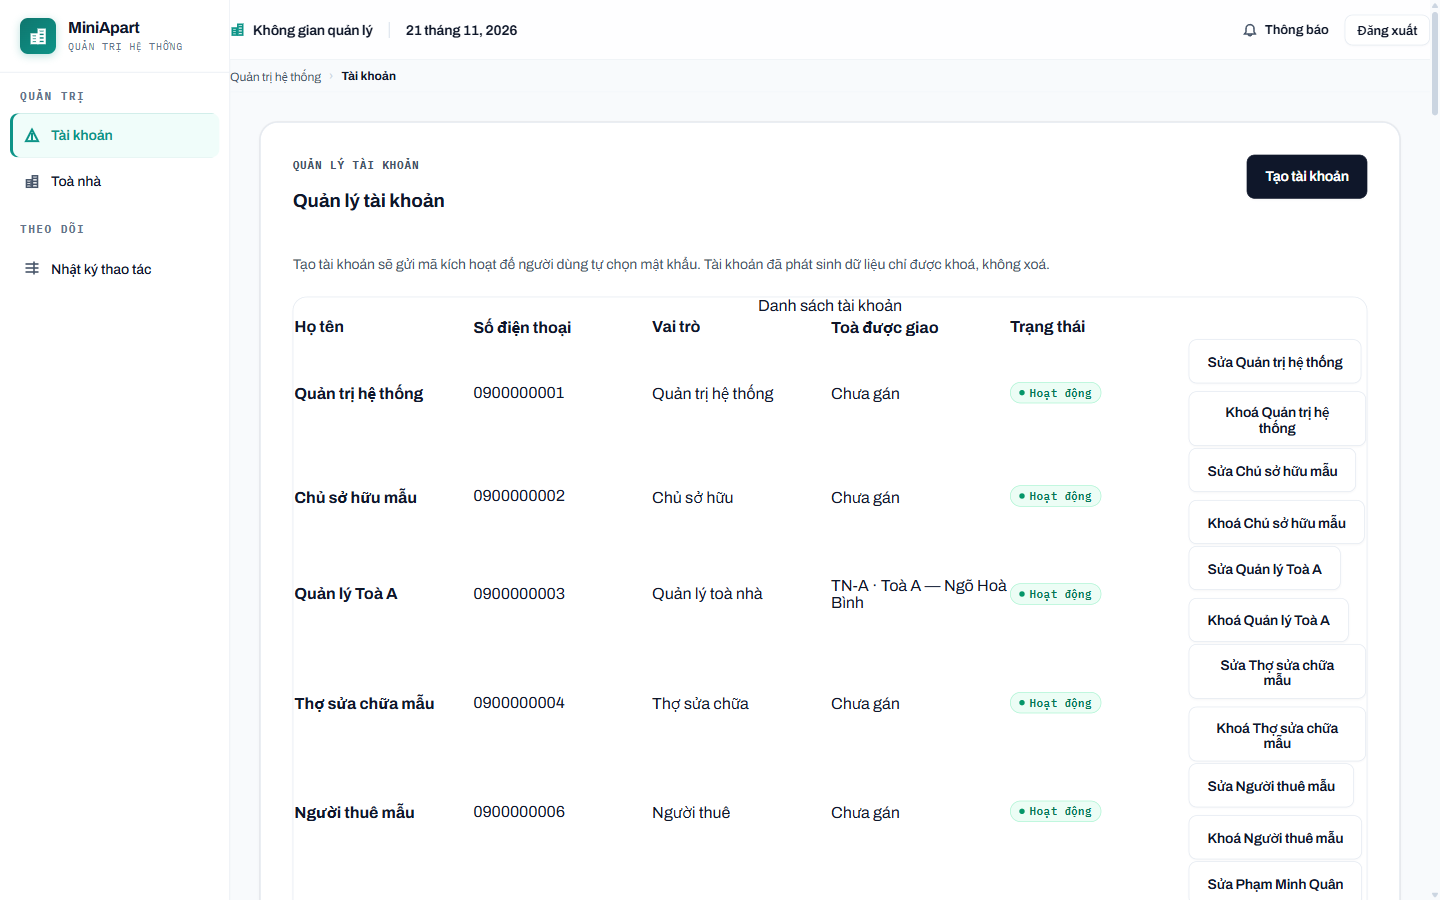 MiniApart
QUẢN TRỊ HỆ THỐNG
Không gian quản lý
21 tháng 11, 2026
Thông báo
Đăng xuất
Quản trị hệ thống › Tài khoản
QUẢN TRỊ
Tài khoản
Toà nhà
THEO DÕI
Nhật ký thao tác
QUẢN LÝ TÀI KHOẢN
Quản lý tài khoản
Tạo tài khoản
Tạo tài khoản sẽ gửi mã kích hoạt để người dùng tự chọn mật khẩu. Tài khoản đã phát sinh dữ liệu chỉ được khoá, không xoá.
Danh sách tài khoản
Họ tên Số điện thoại Vai trò Toà được giao Trạng thái
Quản trị hệ thống 0900000001 Quản trị hệ thống Chưa gán Hoạt động
Sửa Quản trị hệ thống
Khoá Quản trị hệ
thống
Chủ sở hữu mẫu 0900000002 Chủ sở hữu Chưa gán Hoạt động
Sửa Chủ sở hữu mẫu
Khoá Chủ sở hữu mẫu
Quản lý Toà A 0900000003 Quản lý toà nhà TN-A · Toà A — Ngõ Hoà
Bình
Hoạt động
Sửa Quản lý Toà A
Khoá Quản lý Toà A
Thợ sửa chữa mẫu 0900000004 Thợ sửa chữa Chưa gán Hoạt động
Sửa Thợ sửa chữa
mẫu
Khoá Thợ sửa chữa
mẫu
Người thuê mẫu 0900000006 Người thuê Chưa gán Hoạt động
Sửa Người thuê mẫu
Khoá Người thuê mẫu
Sửa Phạm Minh Quân